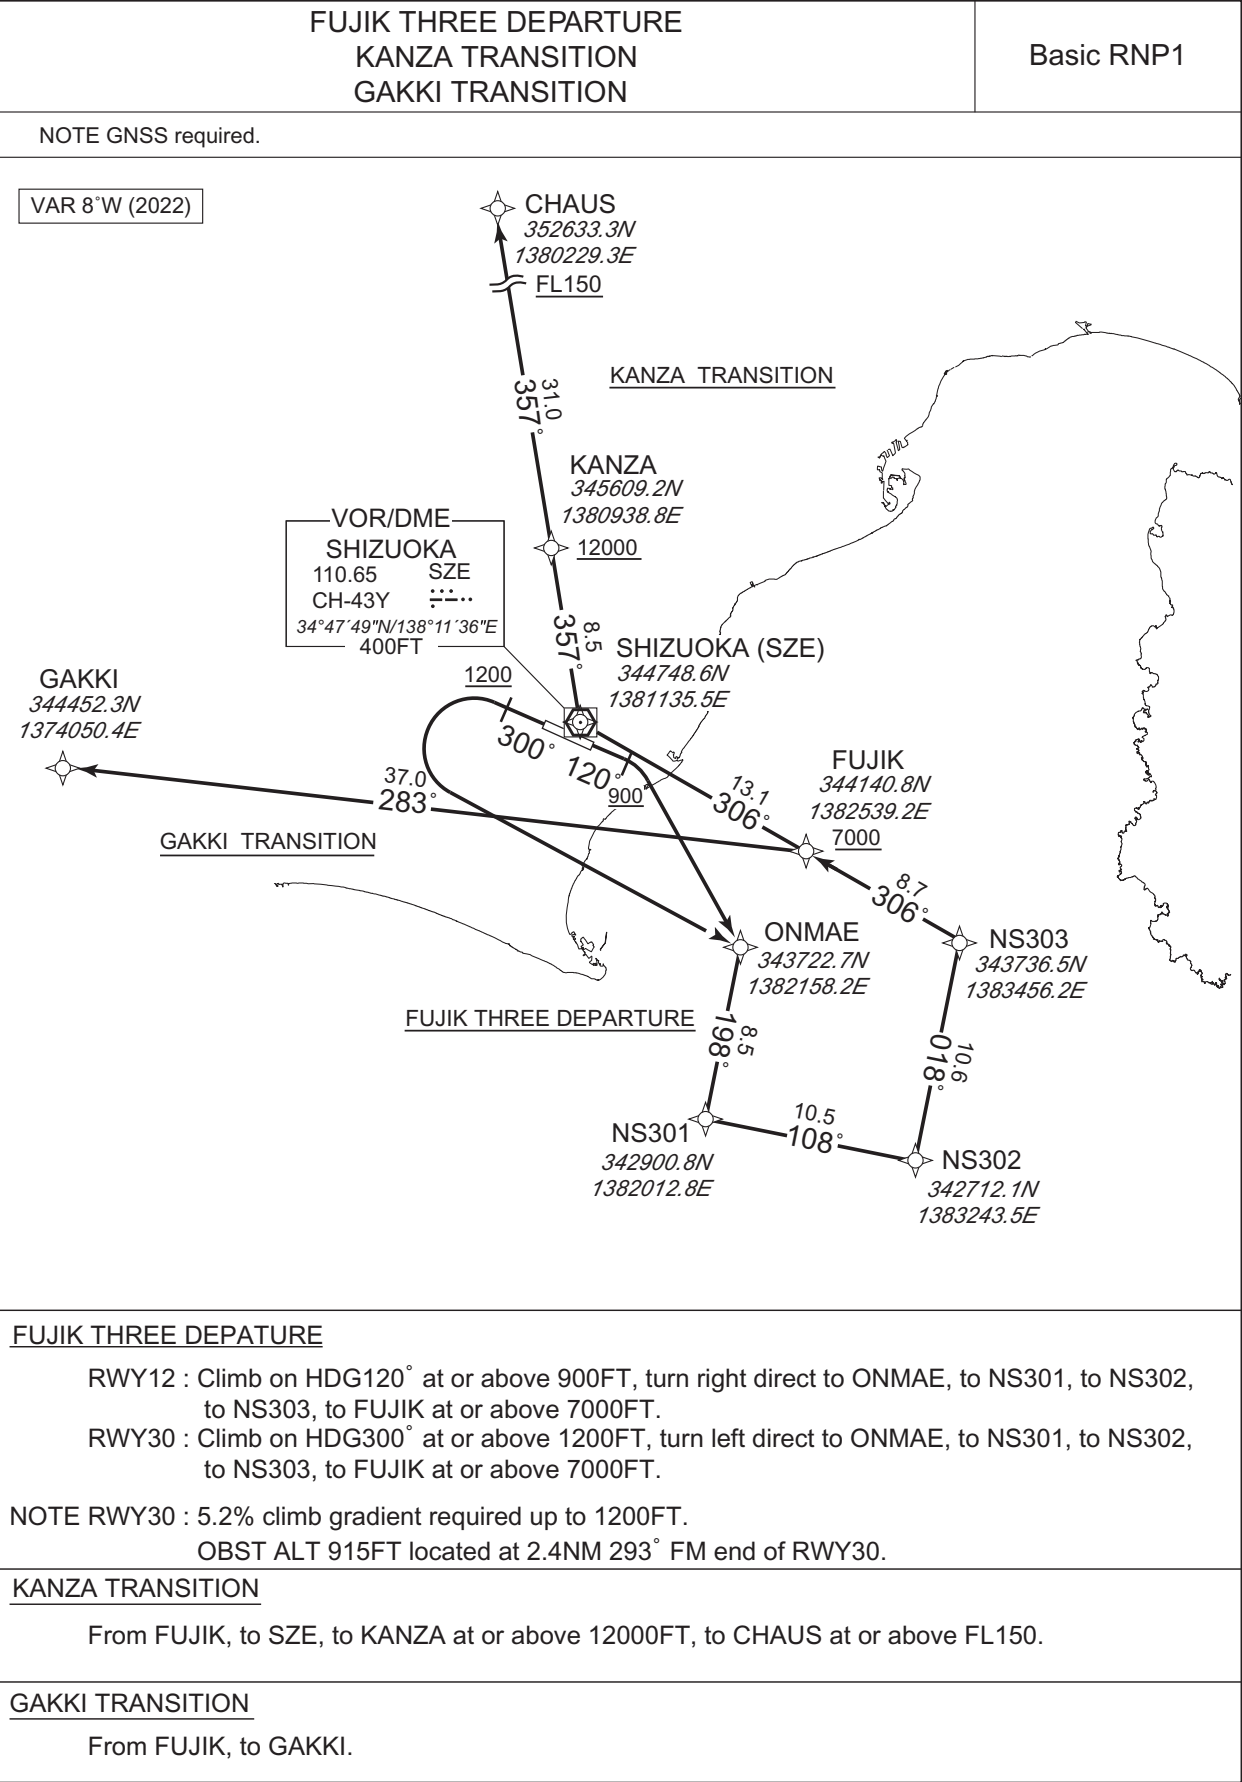 FUJIK THREE DEPARTURE
KANZA TRANSITION
GAKKI TRANSITION
Basic RNP1
NOTE GNSS required.
VAR 8°W (2022)
CHAUS
352633.3N
1380229.3E
FL150
31.0
357°
KANZA TRANSITION
KANZA
345609.2N
1380938.8E
12000
VOR/DME
SHIZUOKA
110.65 SZE
CH-43Y
34°47´49"N/138°11´36"E
400FT
8.5
357°
SHIZUOKA (SZE)
344748.6N
1381135.5E
GAKKI
344452.3N
1374050.4E
1200
300°
120°
900
13.1
306°
FUJIK
344140.8N
1382539.2E
7000
37.0
283°
GAKKI TRANSITION
8.7
306°
ONMAE
343722.7N
1382158.2E
NS303
343736.5N
1383456.2E
FUJIK THREE DEPARTURE
8.5
198°
10.6
018°
10.5
108°
NS301
342900.8N
1382012.8E
NS302
342712.1N
1383243.5E
FUJIK THREE DEPATURE
RWY12 : Climb on HDG120° at or above 900FT, turn right direct to ONMAE, to NS301, to NS302,
to NS303, to FUJIK at or above 7000FT.
RWY30 : Climb on HDG300° at or above 1200FT, turn left direct to ONMAE, to NS301, to NS302,
to NS303, to FUJIK at or above 7000FT.
NOTE RWY30 : 5.2% climb gradient required up to 1200FT.
OBST ALT 915FT located at 2.4NM 293° FM end of RWY30.
KANZA TRANSITION
From FUJIK, to SZE, to KANZA at or above 12000FT, to CHAUS at or above FL150.
GAKKI TRANSITION
From FUJIK, to GAKKI.